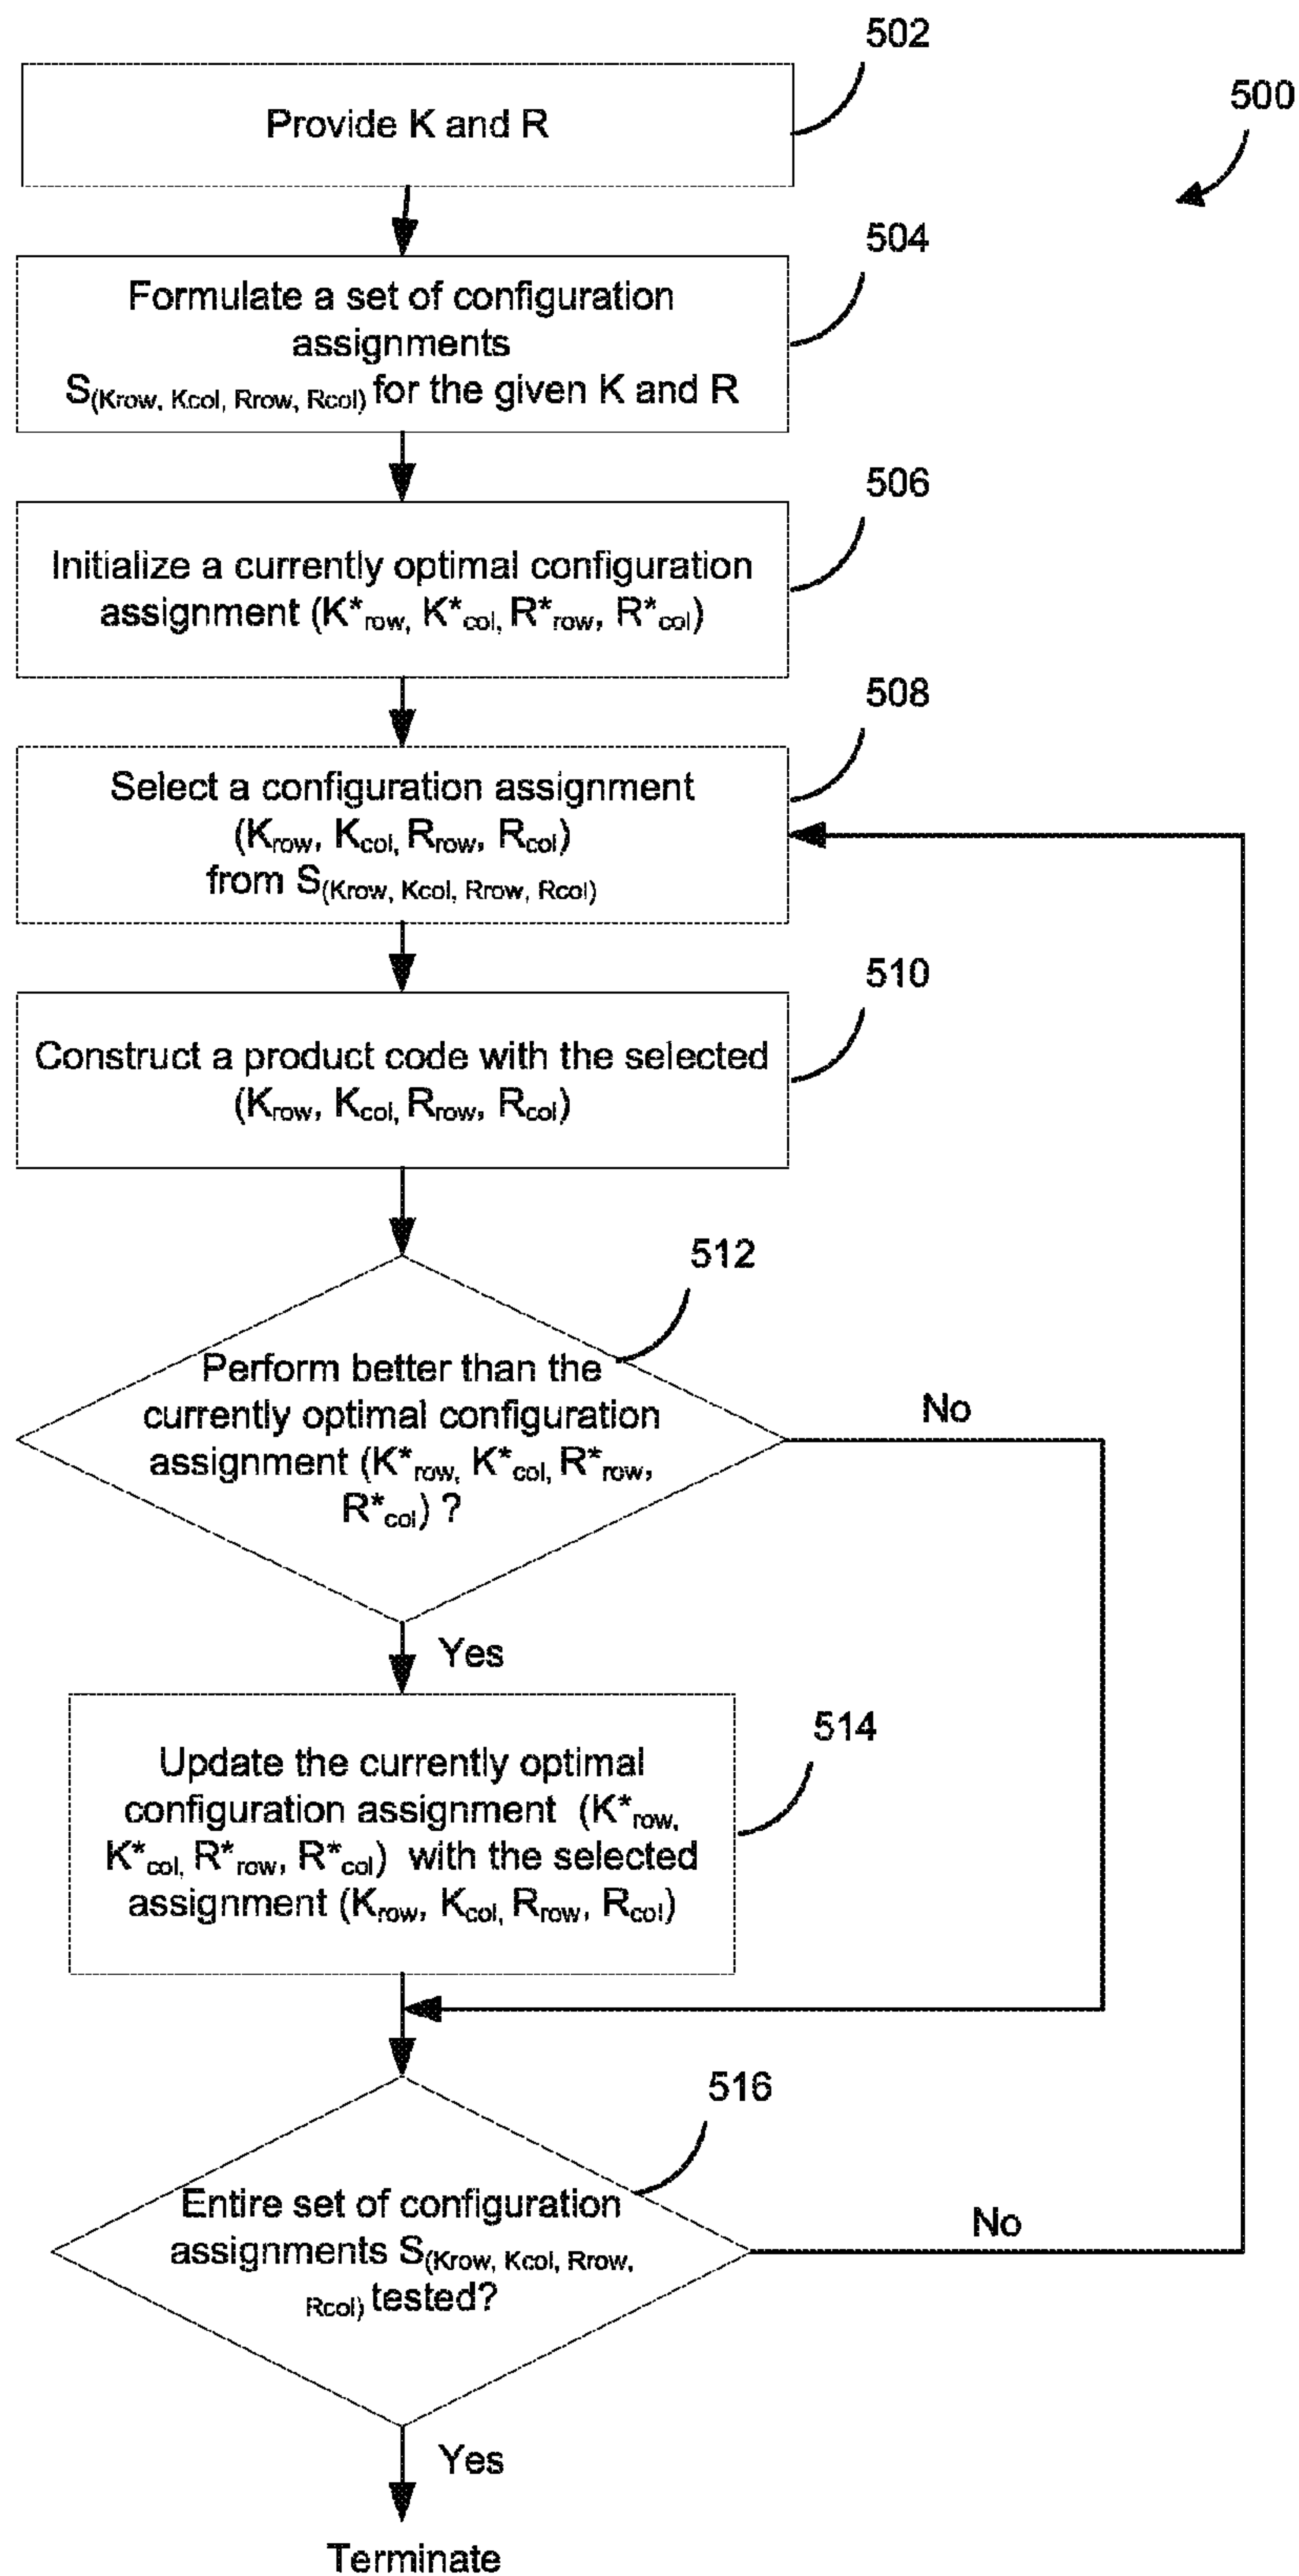 502
500
Provide K and R
504
Formulate a set of configuration
assignments
S(Krow, Kcol, Rrow, Rcol) for the given K and R
506
Initialize a currently optimal configuration
assignment (K*row, K*col, R*row, R*col)
508
Select a configuration assignment
(Krow, Kcol, Rrow, Rcol)
from S(Krow, Kcol, Rrow, Rcol)
510
Construct a product code with the selected
(Krow, Kcol, Rrow, Rcol)
512
Perform better than the
currently optimal configuration
assignment (K*row, K*col, R*row,
R*col) ?
No
Yes
514
Update the currently optimal
configuration assignment (K*row,
K*col, R*row, R*col) with the selected
assignment (Krow, Kcol, Rrow, Rcol)
516
Entire set of configuration
assignments S(Krow, Kcol, Rrow,
Rcol) tested?
No
Yes
Terminate